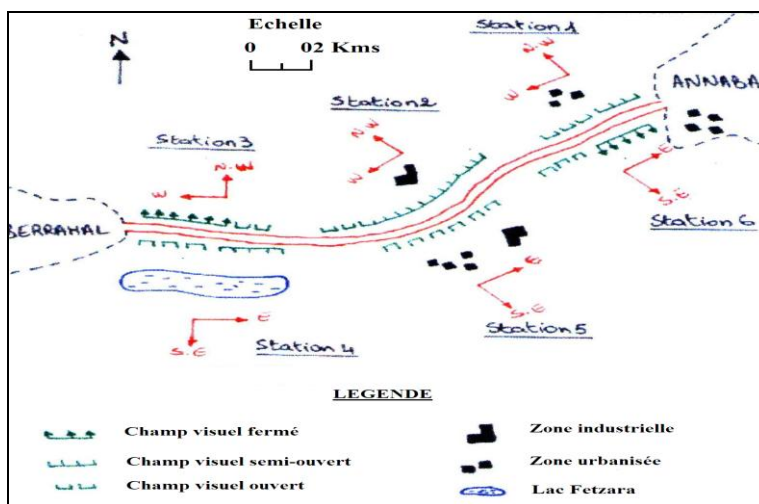 Echelle
0 02 Kms
N
Station 1
N.W
W
ANNABA
Station 2
N.W
W
Station 3
N.W
W
BERRAHAL
E
S.E
Station 6
E
S.E
Station 5
E
S.E
Station 4
LEGENDE
Champ visuel fermé
Zone industrielle
Champ visuel semi-ouvert
Zone urbanisée
Champ visuel ouvert
Lac Fetzara